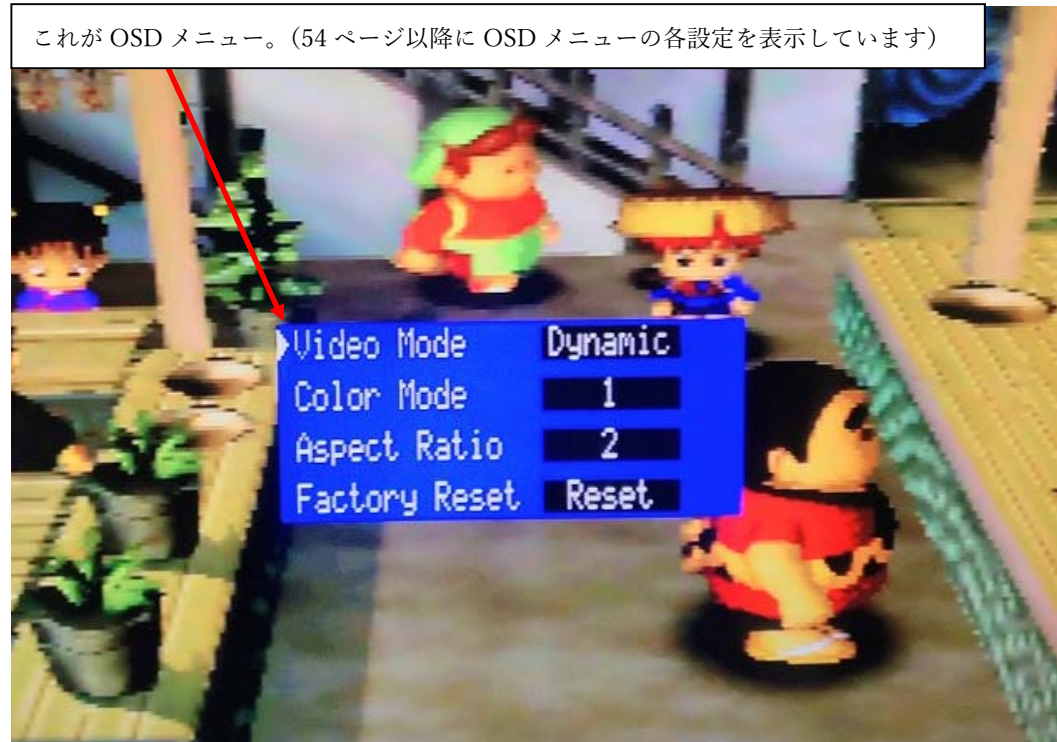 これが OSD メニュー。（54 ページ以降に OSD メニューの各設定を表示しています）
Video Mode Dynamic
Color Mode 1
Aspect Ratio 2
Factory Reset Reset